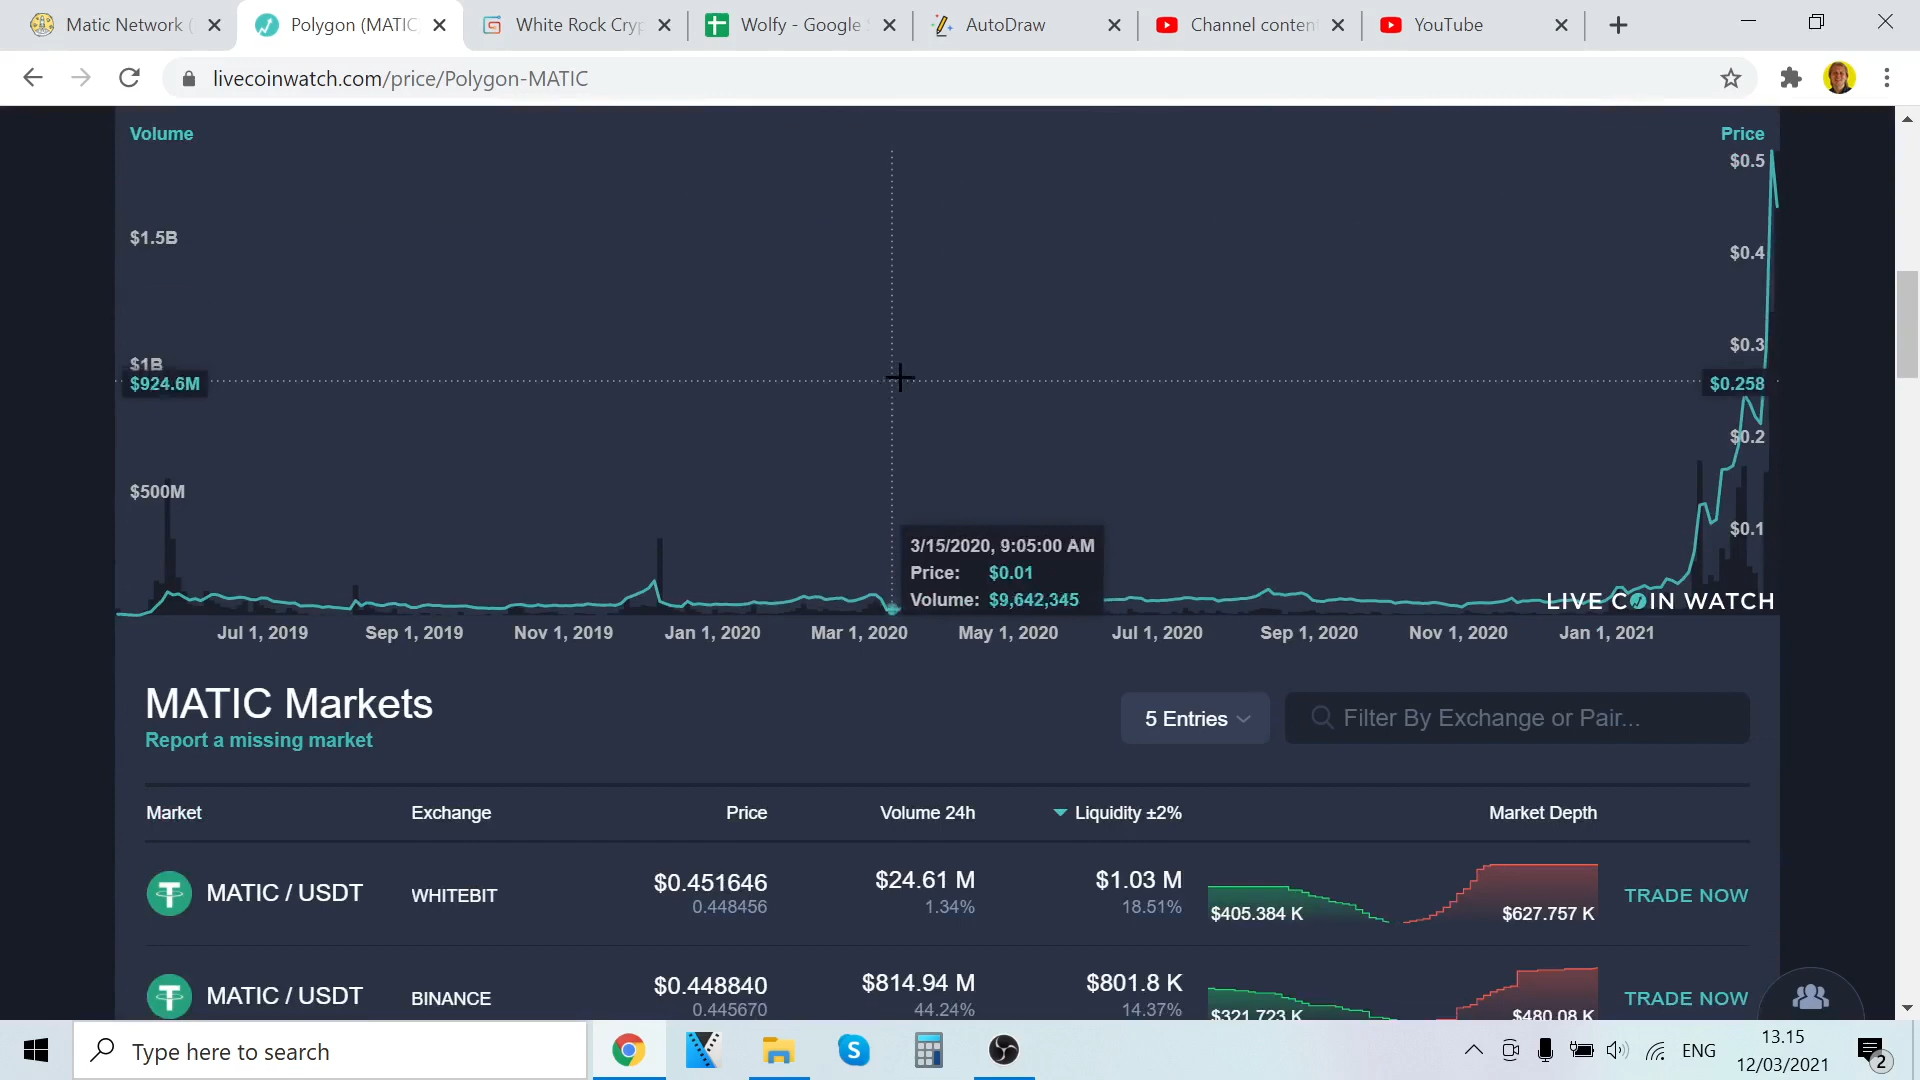 Matic Network (
Polygon (MATIC
White Rock Cryp
Wolfy - Google S
AutoDraw
Channel content
YouTube
livecoinwatch.com/price/Polygon-MATIC
Volume
Price
$0.5
$1.5B
$0.4
$0.3
$1B
$924.6M
$0.258
$0.2
$500M
$0.1
3/15/2020, 9:05:00 AM
Price: $0.01
Volume: $9,642,345
LIVE COIN WATCH
Jul 1, 2019 Sep 1, 2019 Nov 1, 2019 Jan 1, 2020 Mar 1, 2020 May 1, 2020 Jul 1, 2020 Sep 1, 2020 Nov 1, 2020 Jan 1, 2021
MATIC Markets
Report a missing market
5 Entries
Filter By Exchange or Pair...
Market Exchange Price Volume 24h Liquidity ±2% Market Depth
MATIC / USDT WHITEBIT $0.451646 $24.61 M $1.03 M $405.384 K $627.757 K TRADE NOW
0.448456 1.34% 18.51%
MATIC / USDT BINANCE $0.448840 $814.94 M $801.8 K $321.723 K $480.08 K TRADE NOW
0.445670 44.24% 14.37%
Type here to search
ENG
13.15
12/03/2021
2